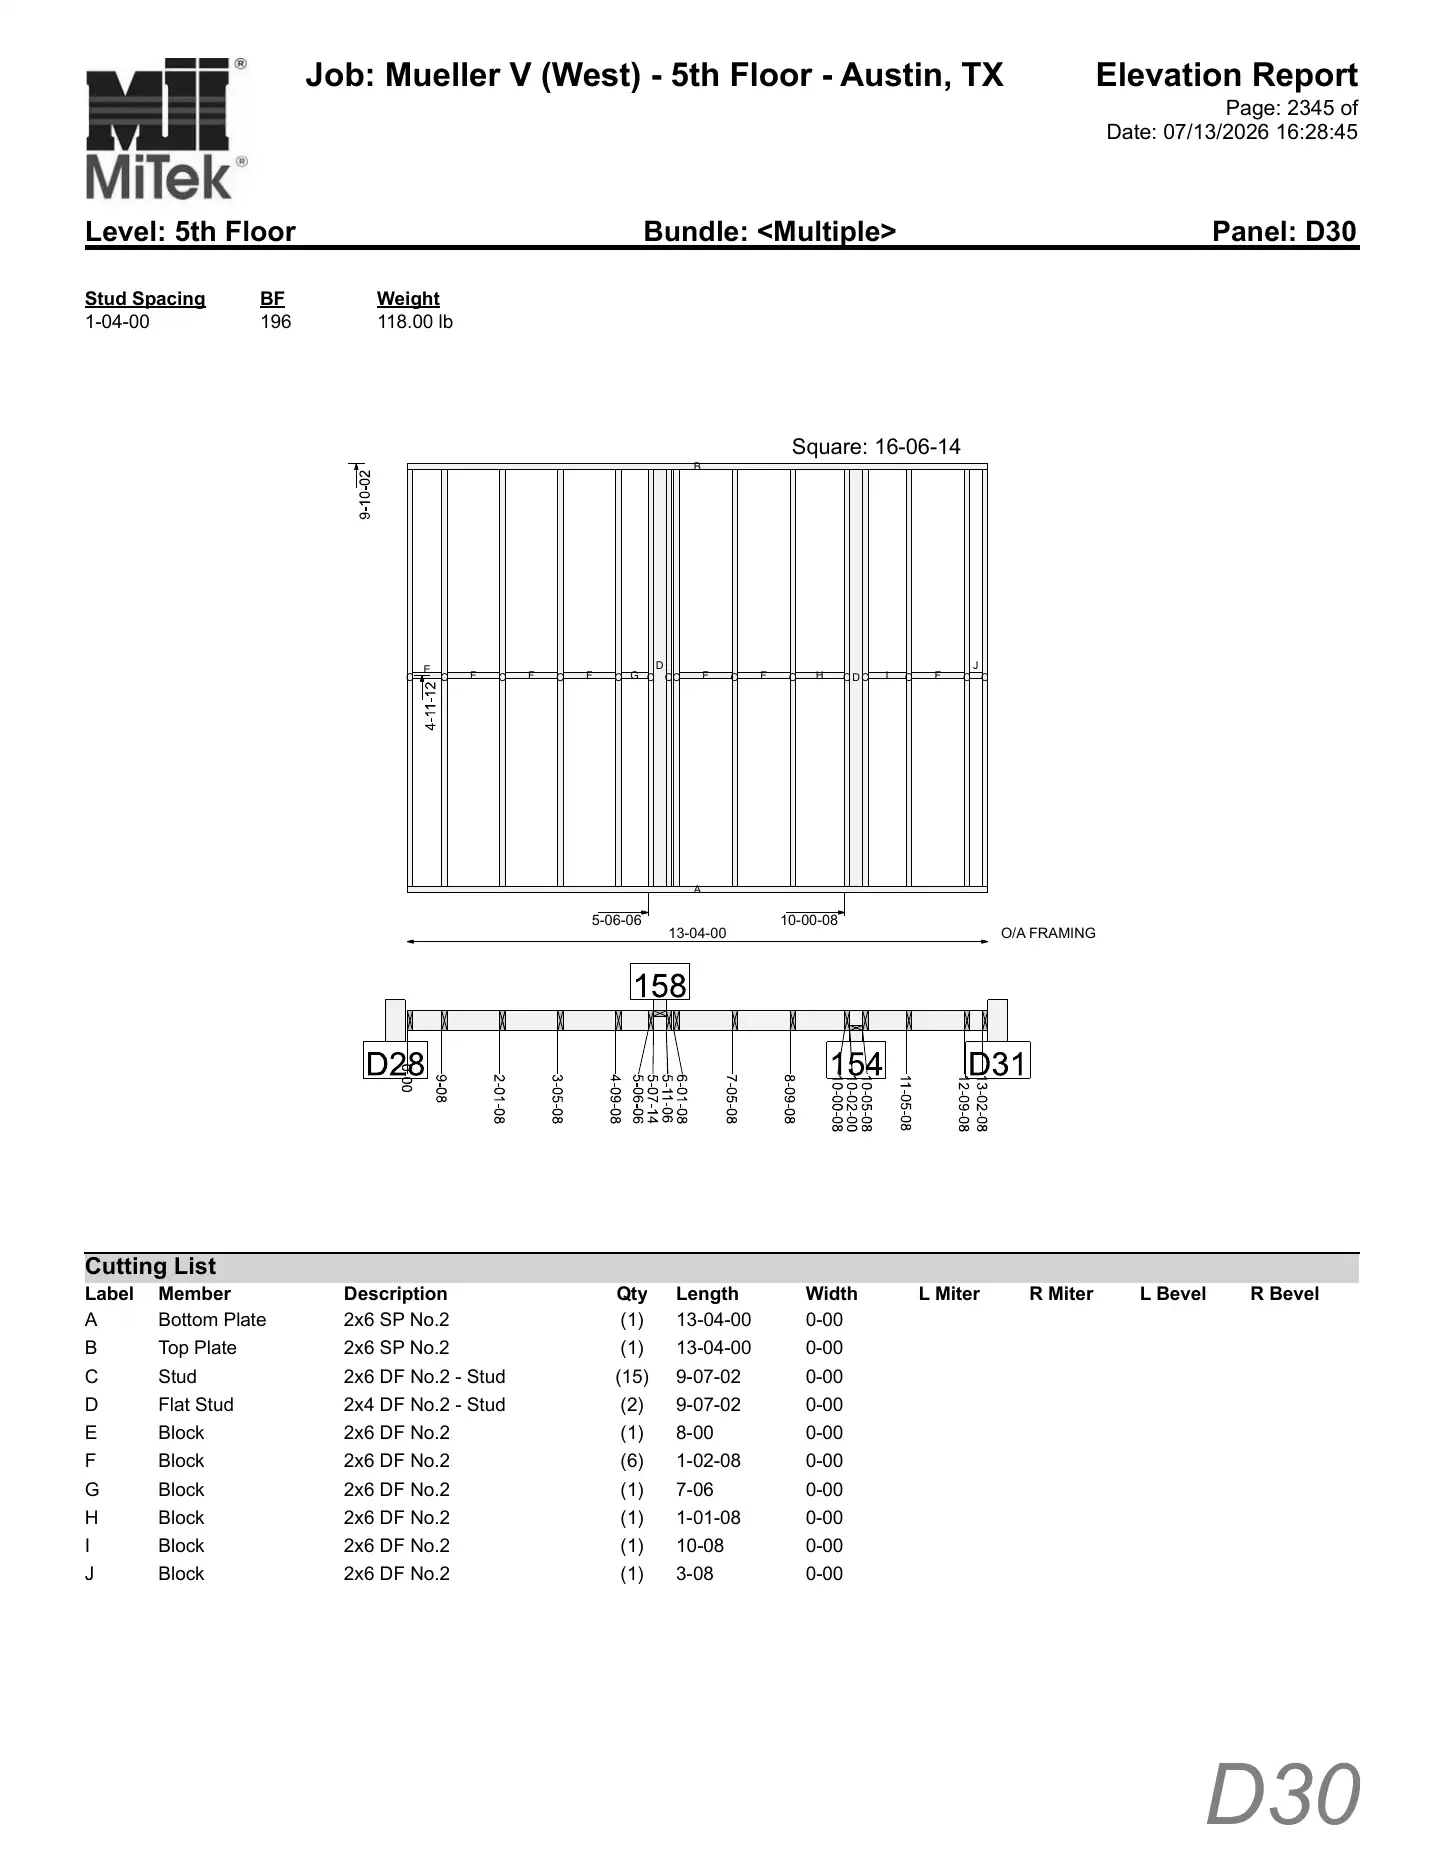 Job: Mueller V (West) - 5th Floor - Austin, TX
Elevation Report
Page: 2345 of
Date: 07/13/2026 16:28:45
MiTek®
Level: 5th Floor Bundle: <Multiple> Panel: D30
Stud Spacing BF Weight
1-04-00 196 118.00 lb
Square: 16-06-14
B
9-10-02
D J
F F F G F F H D I F
4-11-12
A
5-06-06 10-00-08
13-04-00 O/A FRAMING
158
D28 154 D31
9-08 2-01-08 3-05-08 4-09-08 5-06-06 5-07-14 5-11-06 6-01-08 7-05-08 8-09-08 10-00-08 10-02-00 10-05-08 11-05-08 12-09-08 13-02-08
Cutting List
Label Member Description Qty Length Width L Miter R Miter L Bevel R Bevel
A Bottom Plate 2x6 SP No.2 (1) 13-04-00 0-00
B Top Plate 2x6 SP No.2 (1) 13-04-00 0-00
C Stud 2x6 DF No.2 - Stud (15) 9-07-02 0-00
D Flat Stud 2x4 DF No.2 - Stud (2) 9-07-02 0-00
E Block 2x6 DF No.2 (1) 8-00 0-00
F Block 2x6 DF No.2 (6) 1-02-08 0-00
G Block 2x6 DF No.2 (1) 7-06 0-00
H Block 2x6 DF No.2 (1) 1-01-08 0-00
I Block 2x6 DF No.2 (1) 10-08 0-00
J Block 2x6 DF No.2 (1) 3-08 0-00
D30